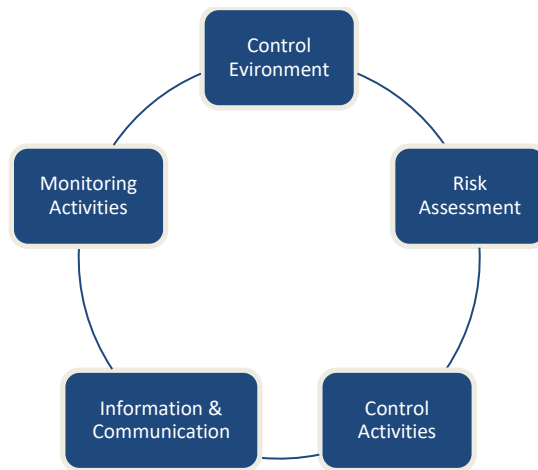 Control
Evironment
Risk
Assessment
Control
Activities
Information &
Communication
Monitoring
Activities